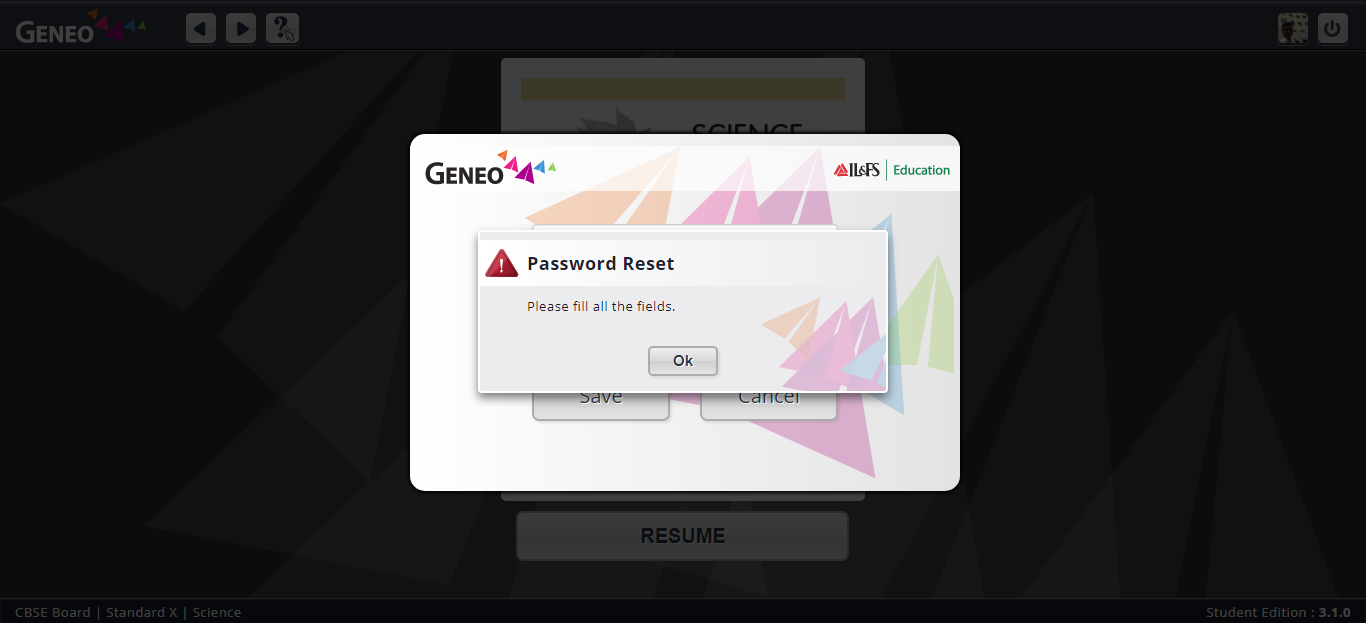 GENEO
?
SCIENCE
GENEO
IL&FS Education
!
Password Reset
Please fill all the fields.
Ok
Save Cancel
RESUME
CBSE Board | Standard X | Science
Student Edition : 3.1.0